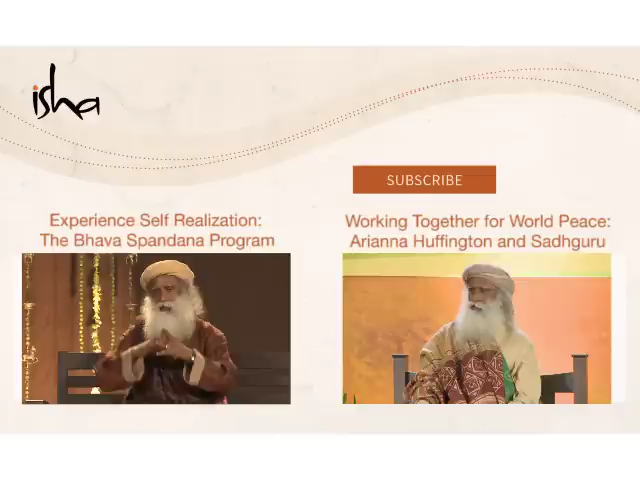 isha
SUBSCRIBE
Experience Self Realization:
The Bhava Spandana Program
Working Together for World Peace:
Arianna Huffington and Sadhguru